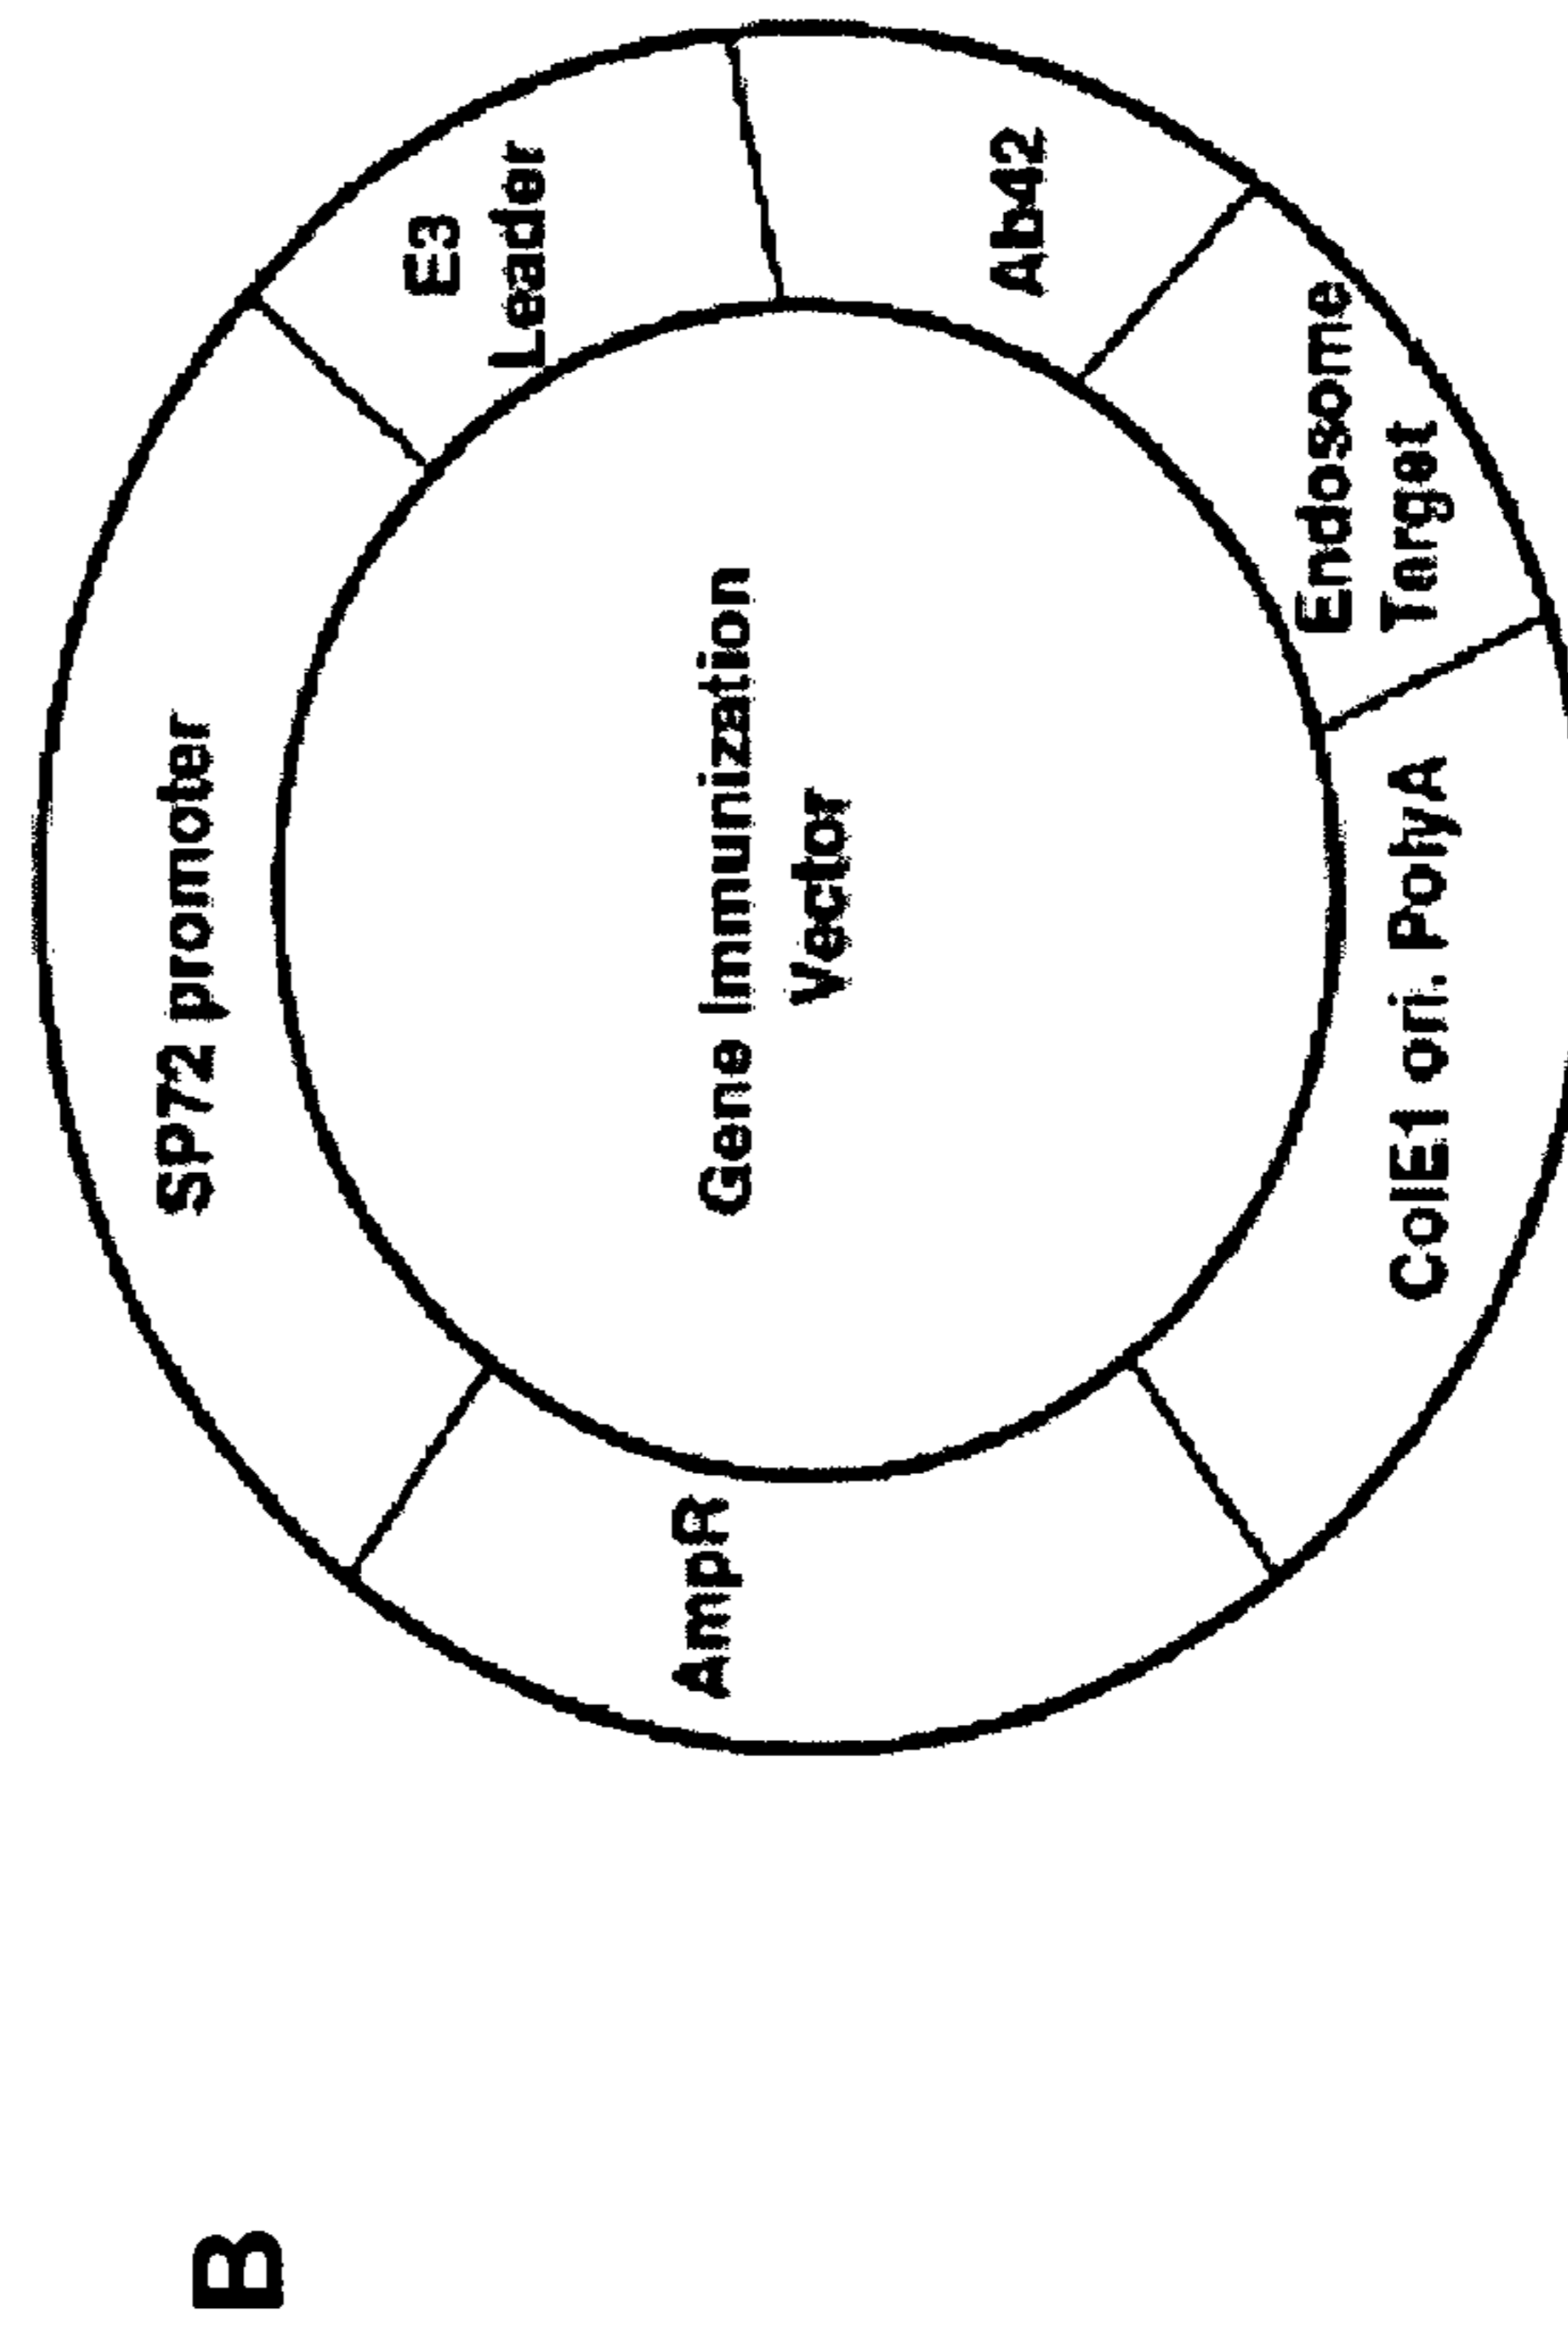 B
SP72 promoter
E3
Leader
AmpR
Gene Immunization
Vector
Ab42
Endosome
Target
ColE1 ori. PolyA